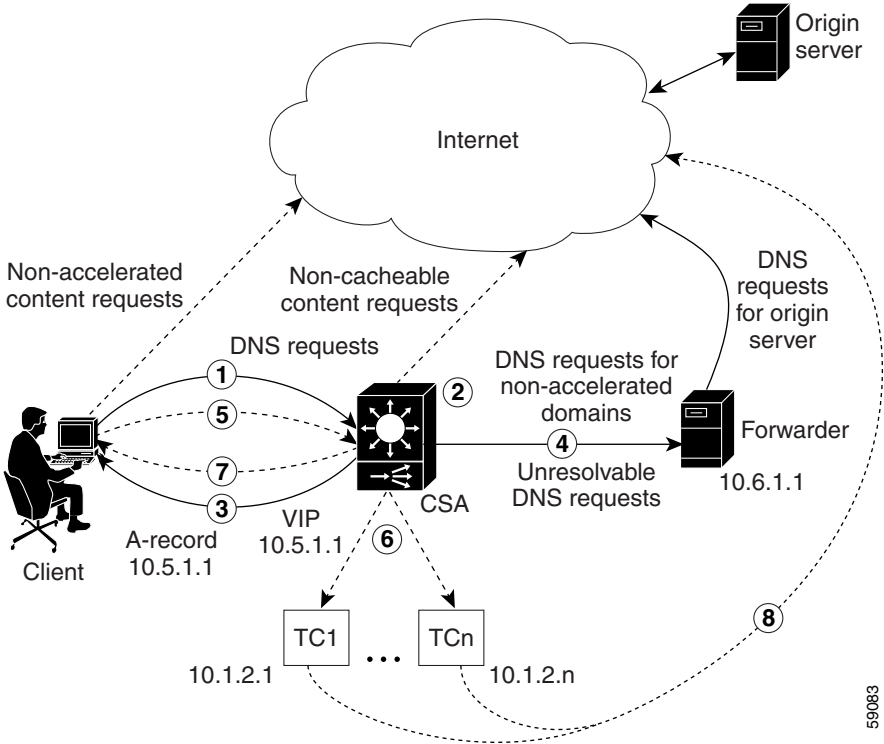 Origin
server
Internet
Non-accelerated
content requests
Non-cacheable
content requests
DNS
requests
for origin
server
DNS requests
1
2
DNS requests for
non-accelerated
domains
5
4
Forwarder
7
Unresolvable
DNS requests
10.6.1.1
3
CSA
VIP
10.5.1.1
A-record
10.5.1.1
Client
6
8
TC1
...
TCn
10.1.2.1
10.1.2.n
59083